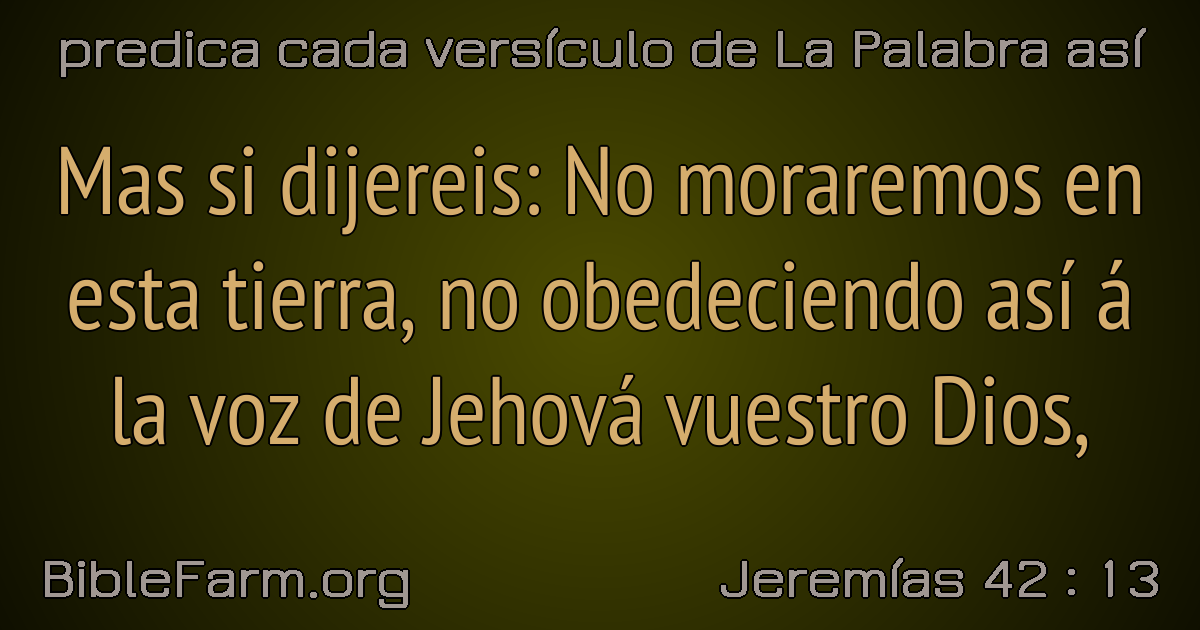 predica cada versículo de La Palabra así
Mas si dijereis: No moraremos en
esta tierra, no obedeciendo así á
la voz de Jehová vuestro Dios,
BibleFarm.org
Jeremías 42 : 13